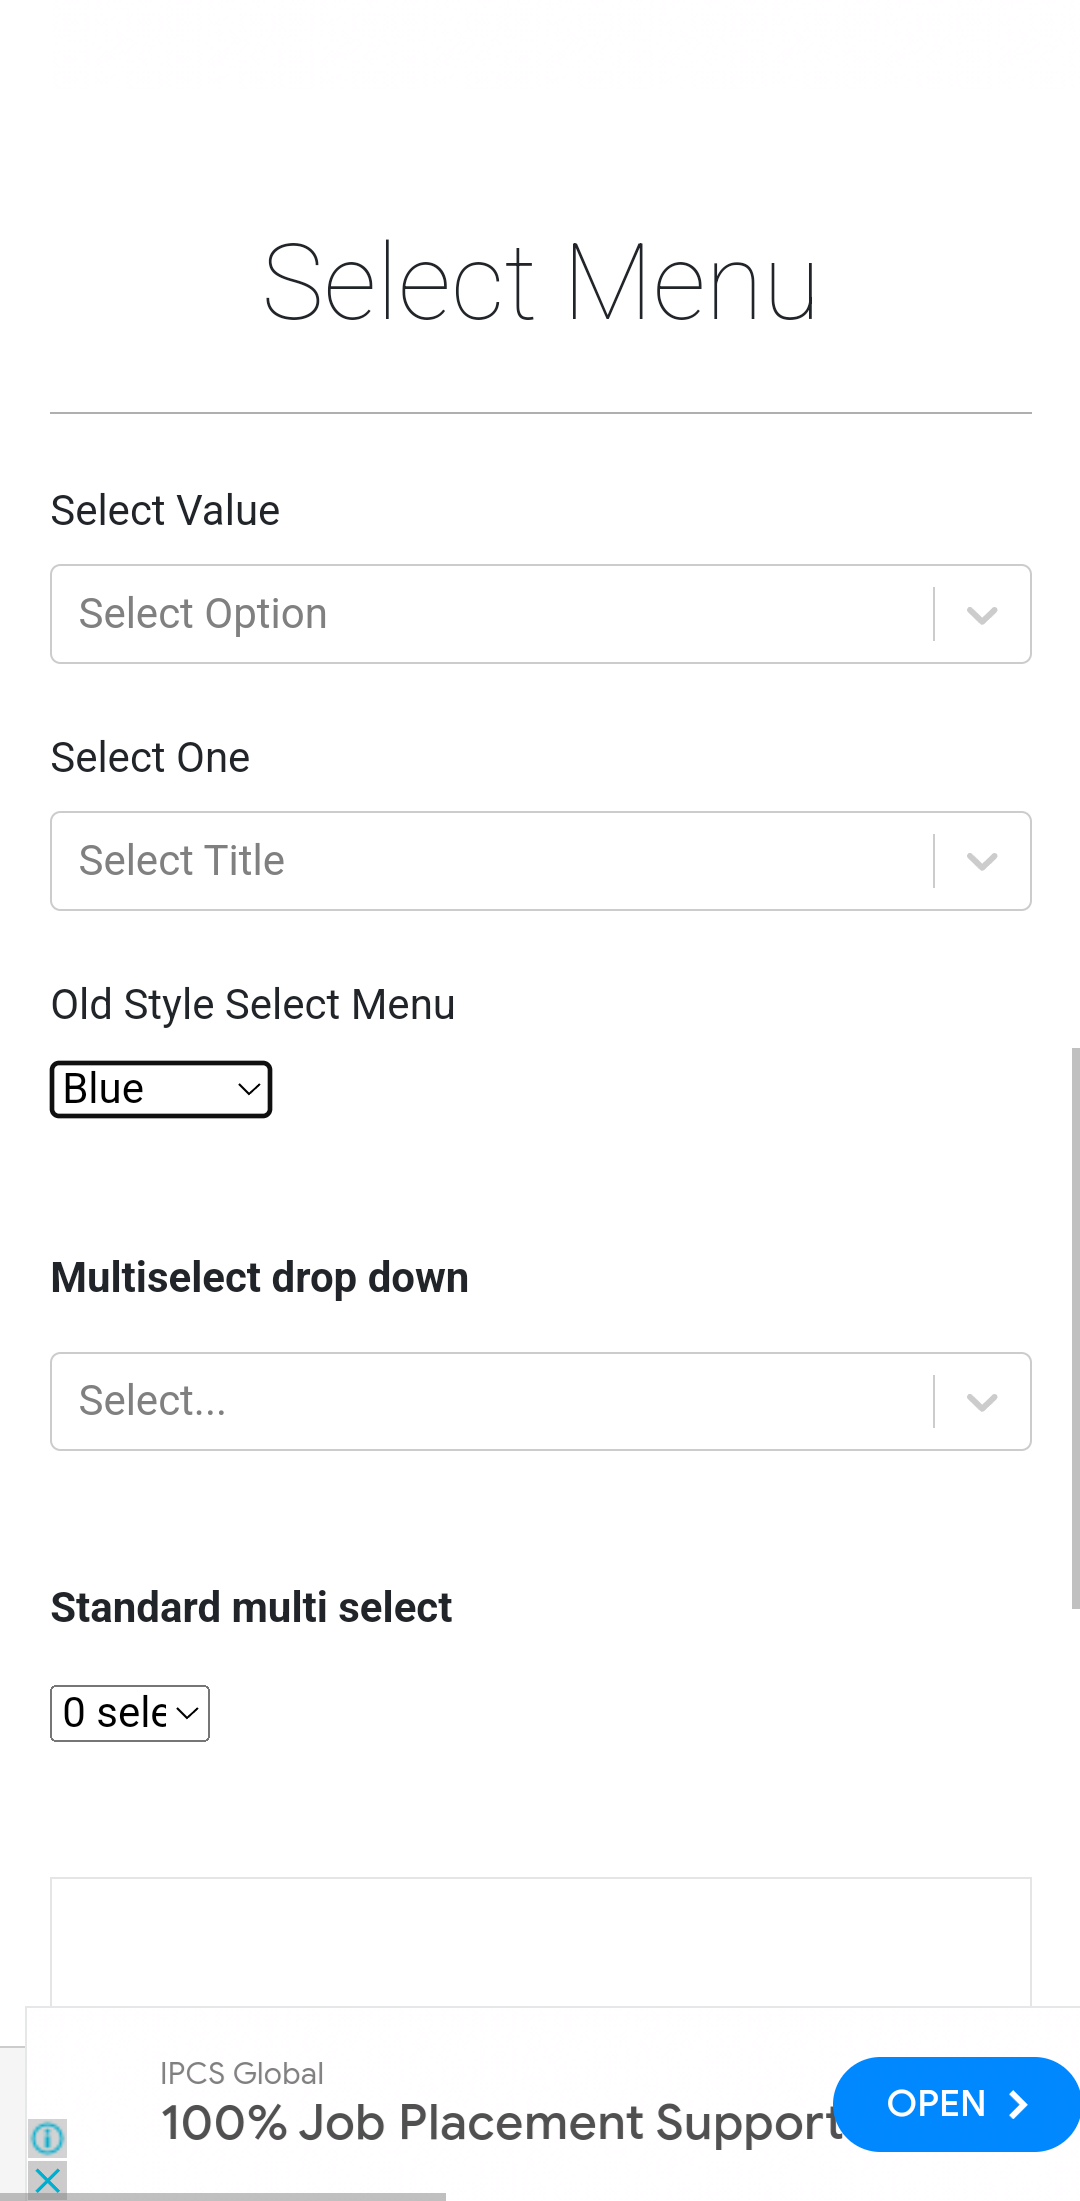 Select Menu
Select Value
Select Option
Select One
Select Title
Old Style Select Menu
Blue
Multiselect drop down
Select...
Standard multi select
0 sele
IPCS Global
100% Job Placement Support
OPEN